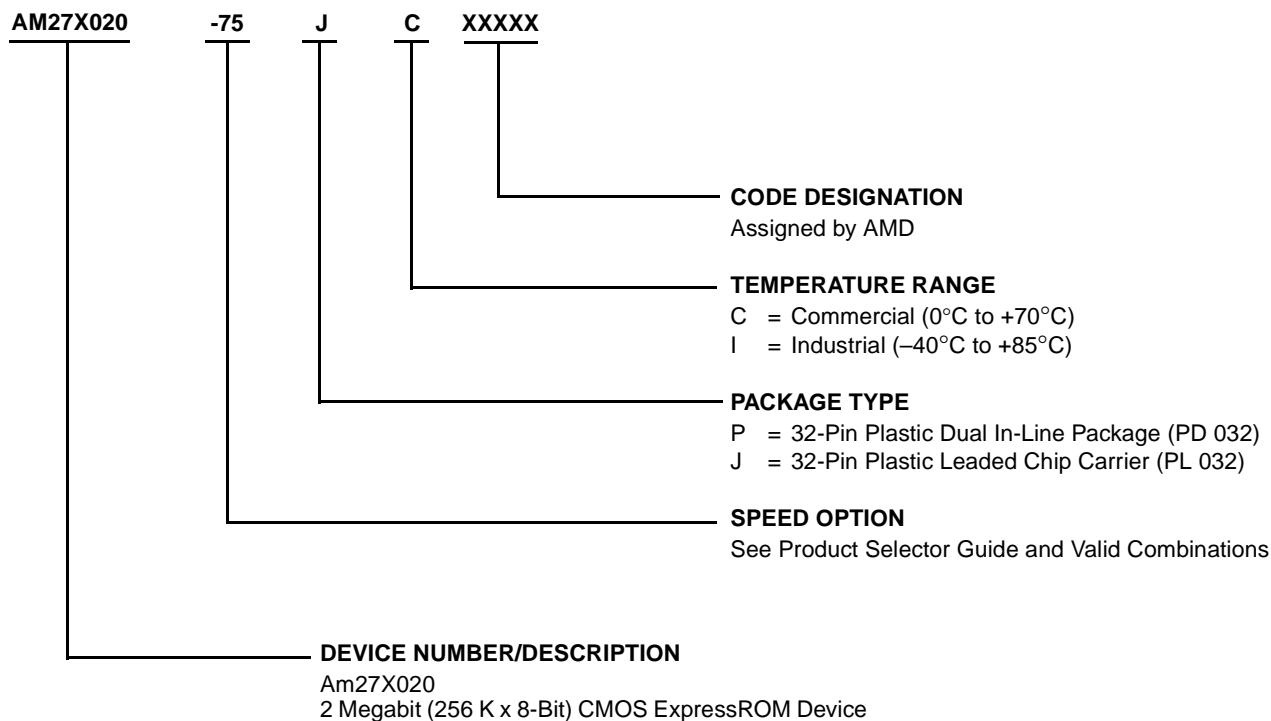 AM27X020 -75 J C XXXXX
CODE DESIGNATION
Assigned by AMD
TEMPERATURE RANGE
C = Commercial (0°C to +70°C)
I = Industrial (–40°C to +85°C)
PACKAGE TYPE
P = 32-Pin Plastic Dual In-Line Package (PD 032)
J = 32-Pin Plastic Leaded Chip Carrier (PL 032)
SPEED OPTION
See Product Selector Guide and Valid Combinations
DEVICE NUMBER/DESCRIPTION
Am27X020
2 Megabit (256 K x 8-Bit) CMOS ExpressROM Device